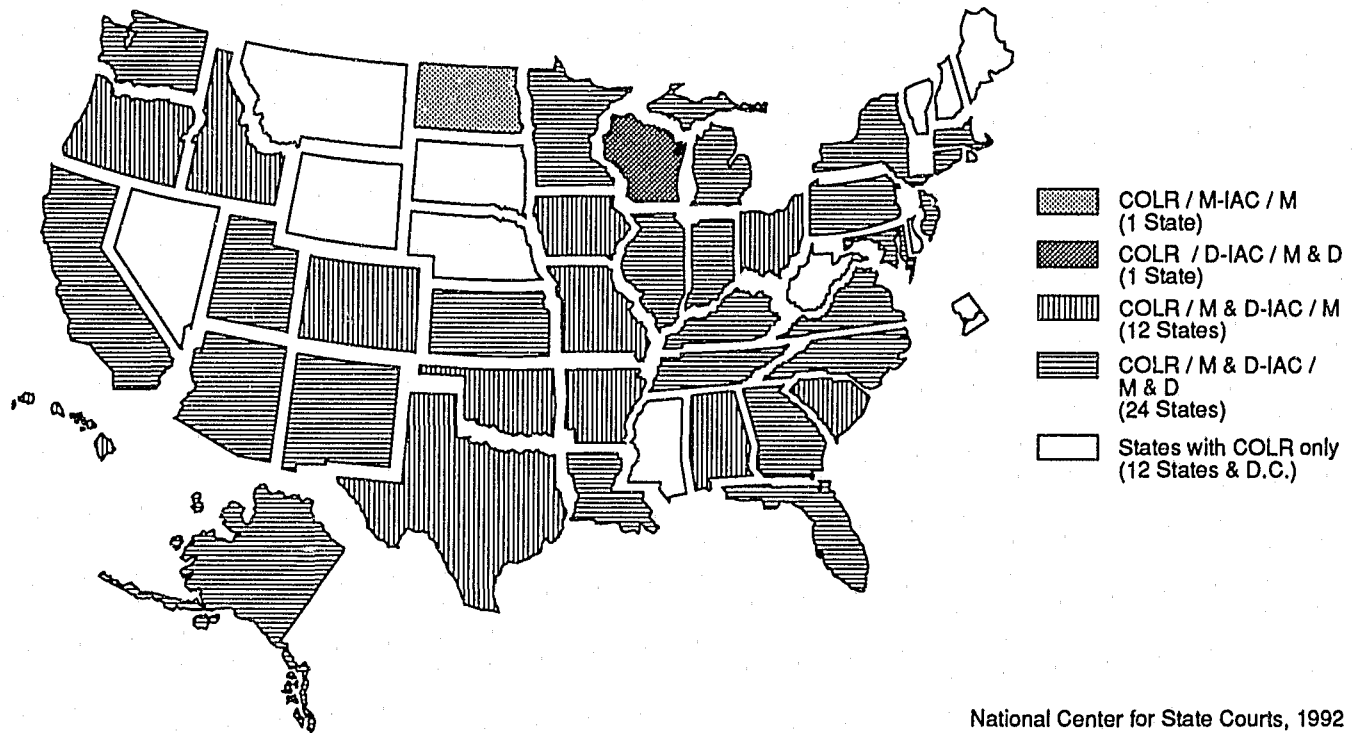 COLR / M-IAC / M
(1 State)
COLR / D-IAC / M & D
(1 State)
COLR / M & D-IAC / M
(12 States)
COLR / M & D-IAC /
M & D
(24 States)
States with COLR only
(12 States & D.C.)
National Center for State Courts, 1992